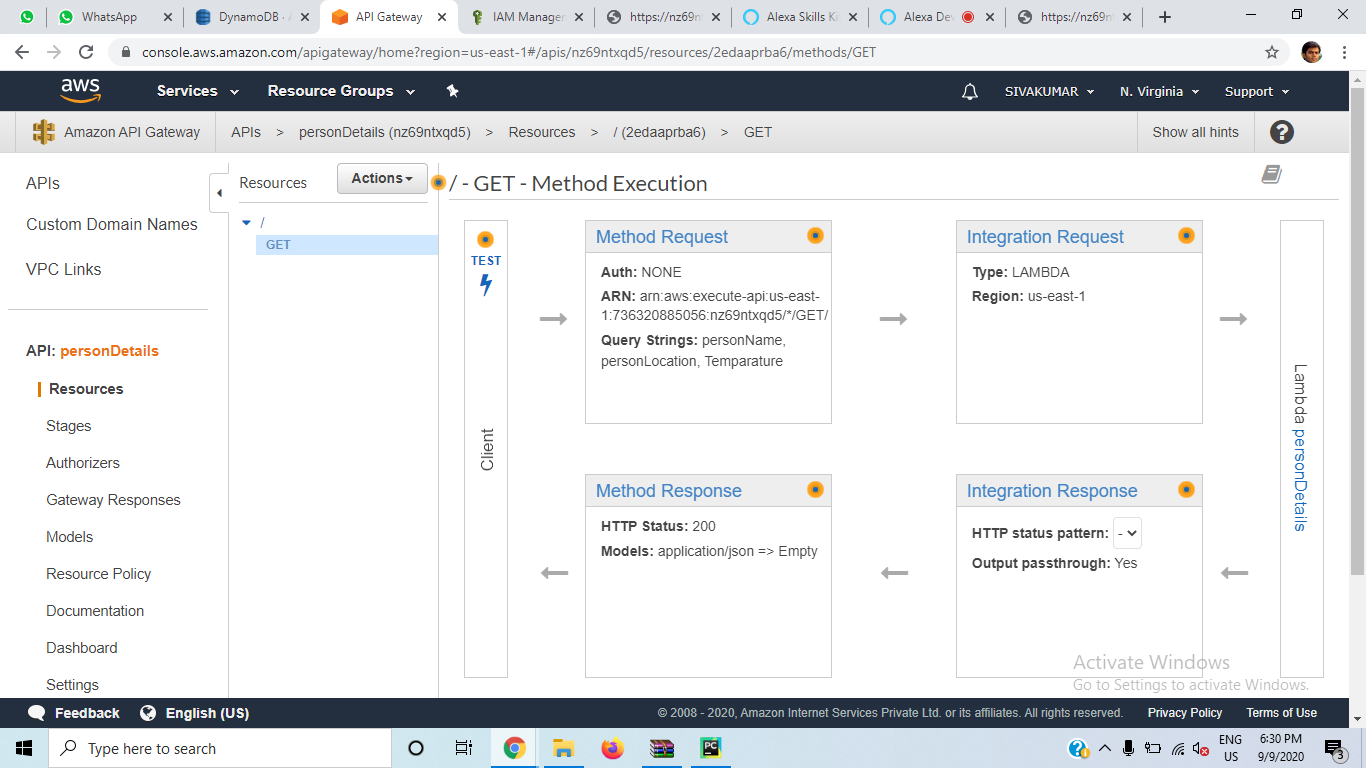 WhatsApp
DynamoDB · A
API Gateway
IAM Manager
https://nz69n
Alexa Skills Ki
Alexa De
https://nz69n
console.aws.amazon.com/apigateway/home?region=us-east-1#/apis/nz69ntxqd5/resources/2edaaprba6/methods/GET
aws Services Resource Groups SIVAKUMAR N. Virginia Support
Amazon API Gateway APIs > personDetails (nz69ntxqd5) > Resources > / (2edaaprba6) > GET Show all hints ?
APIs
Custom Domain Names
VPC Links
API: personDetails
Resources
Stages
Authorizers
Gateway Responses
Models
Resource Policy
Documentation
Dashboard
Settings
Resources Actions
/
GET
/ - GET - Method Execution
TEST
Client
Method Request
Auth: NONE
ARN: arn:aws:execute-api:us-east-
1:736320885056:nz69ntxqd5/*/GET/
Query Strings: personName,
personLocation, Temparature
Integration Request
Type: LAMBDA
Region: us-east-1
Lambda personDetails
Method Response
HTTP Status: 200
Models: application/json => Empty
Integration Response
HTTP status pattern: -
Output passthrough: Yes
Activate Windows
Go to Settings to activate Windows.
Feedback English (US) © 2008 - 2020, Amazon Internet Services Private Ltd. or its affiliates. All rights reserved. Privacy Policy Terms of Use
Type here to search
PC
ENG
US
6:30 PM
9/9/2020
3